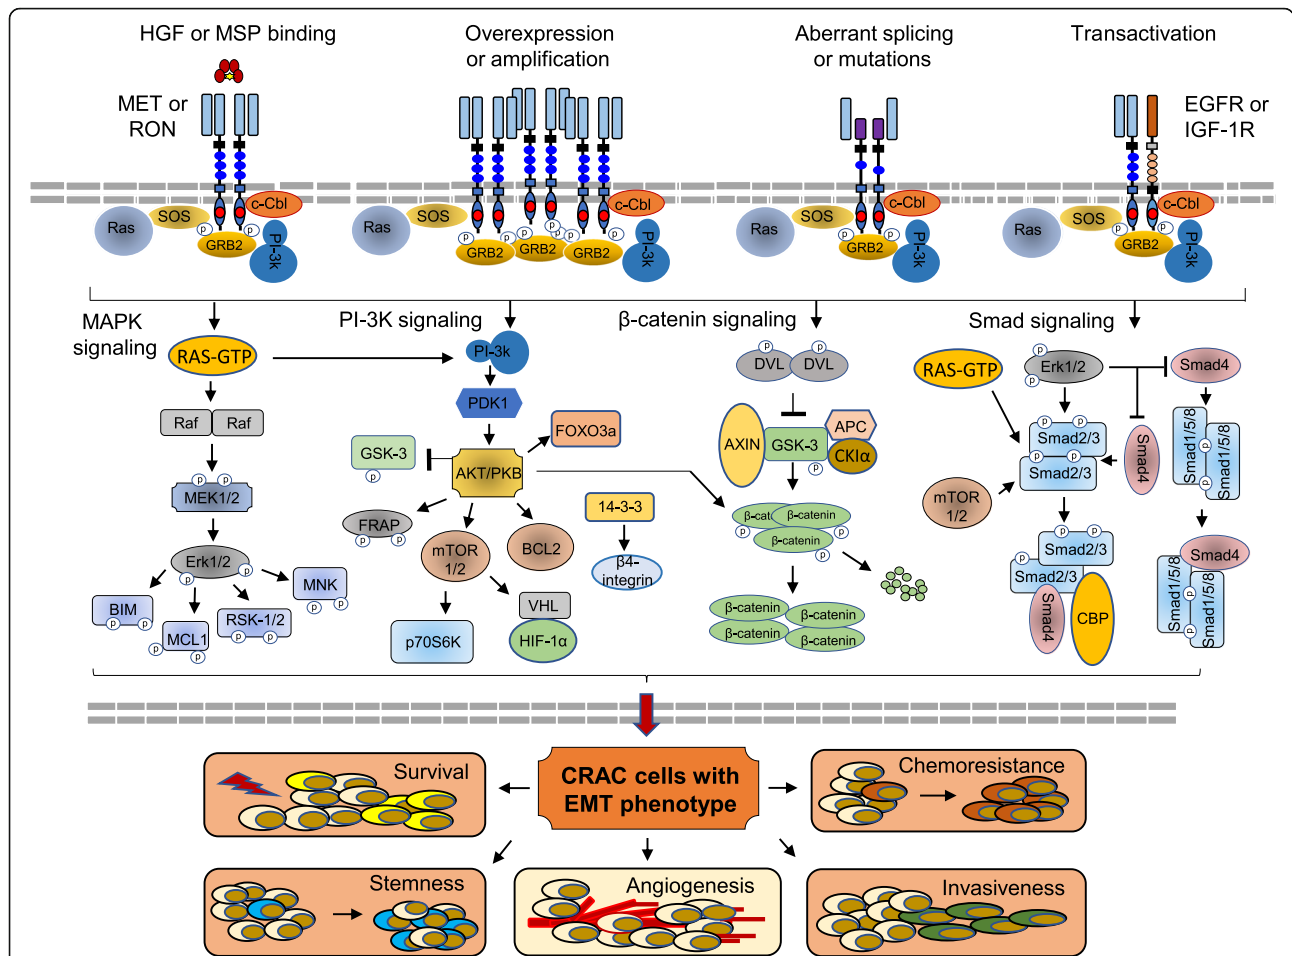 HGF or MSP binding
Overexpression
or amplification
Aberrant splicing
or mutations
Transactivation
MET or
RON
EGFR or
IGF-1R
Ras
SOS
c-Cbl
P
P
GRB2
PI-3k
Ras
SOS
c-Cbl
P
P
P
P
P
P
GRB2
GRB2
GRB2
PI-3k
Ras
SOS
c-Cbl
P
P
GRB2
PI-3k
Ras
SOS
c-Cbl
P
P
GRB2
PI-3k
MAPK
signaling
RAS-GTP
Raf
Raf
P
P
MEK1/2
Erk1/2
P
P
BIM
P
P
MCL1
P
P
RSK-1/2
P
P
MNK
P
P
PI-3K signaling
PI-3k
PDK1
AKT/PKB
GSK-3
P
FOXO3a
FRAP
P
P
mTOR
1/2
BCL2
14-3-3
β4-
integrin
p70S6K
VHL
HIF-1α
β-catenin signaling
P
P
DVL
DVL
AXIN
GSK-3
P
APC
CKIα
β-cat
β-catenin
β-catenin
P
P
P
β-catenin
β-catenin
β-catenin
β-catenin
Smad signaling
RAS-GTP
P
P
Erk1/2
Smad4
P
P
Smad2/3
P
P
Smad2/3
Smad4
mTOR
1/2
Smad1/5/8
P
P
Smad1/5/8
P
P
Smad2/3
Smad2/3
Smad4
CBP
Smad4
Smad1/5/8
P
P
Smad1/5/8
CRAC cells with
EMT phenotype
Survival
Chemoresistance
Stemness
Angiogenesis
Invasiveness